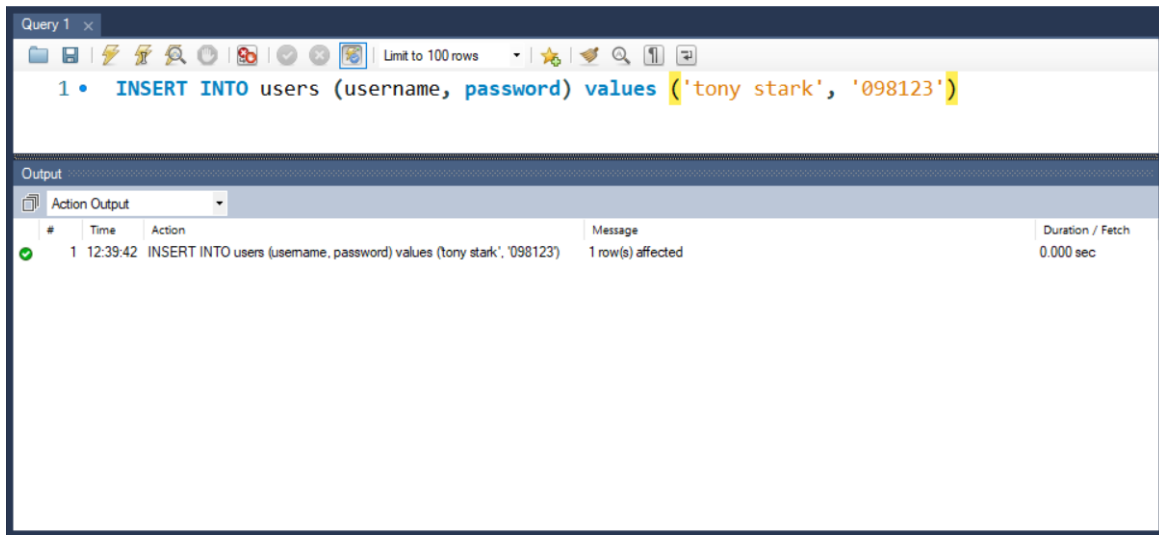 Query 1
Limit to 100 rows
1 INSERT INTO users (username, password) values ('tony stark', '098123')
Output
Action Output
# Time Action Message Duration / Fetch
1 12:39:42 INSERT INTO users (username, password) values ('tony stark', '098123') 1 row(s) affected 0.000 sec